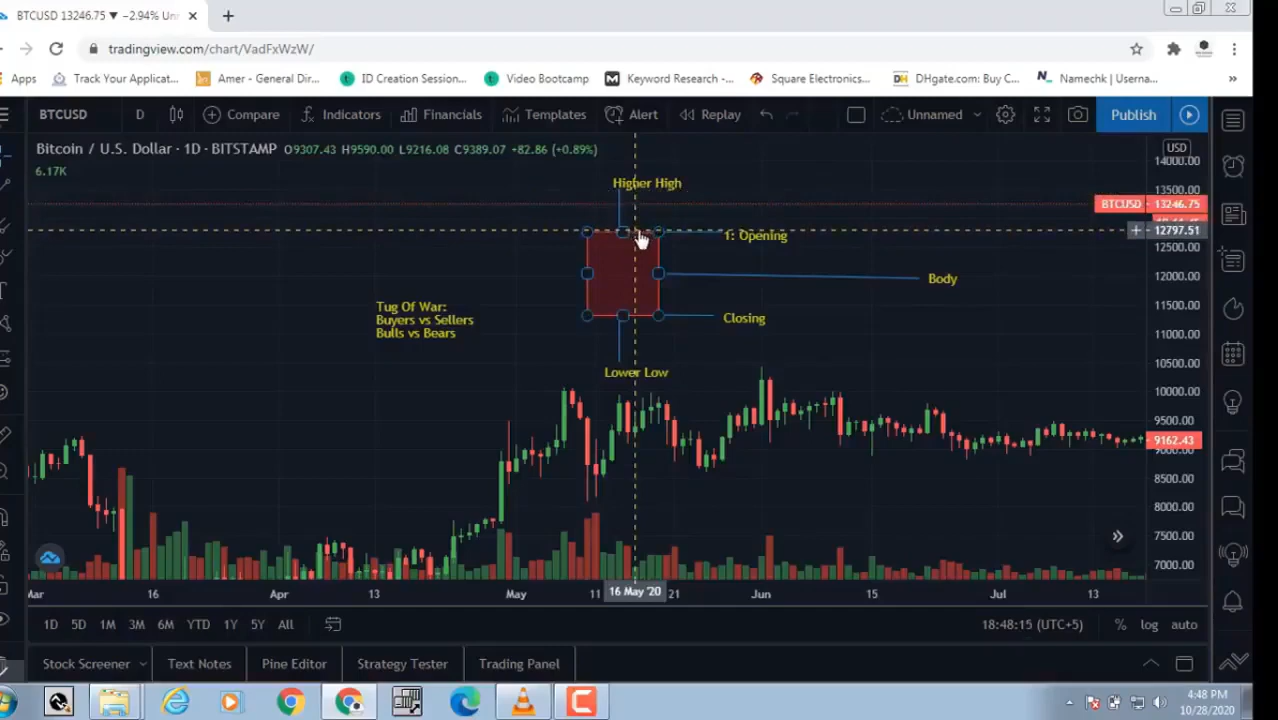 BTCUSD 13246.75 ▼ −2.94% Un
tradingview.com/chart/VadFxWzW/
Apps
Track Your Applicat...
Amer - General Dir...
ID Creation Session...
Video Bootcamp
Keyword Research -...
Square Electronics...
DHgate.com: Buy C...
Namechk | Userna...
BTCUSD
D
Compare
Indicators
Financials
Templates
Alert
Replay
Unnamed
Publish
Bitcoin / U.S. Dollar · 1D · BITSTAMP O9307.43 H9590.00 L9216.08 C9389.07 +82.86 (+0.89%)
6.17K
USD
14000.00
13500.00
BTCUSD 13246.75
12797.51
12500.00
12000.00
11500.00
11000.00
10500.00
10000.00
9500.00
9162.43
9000.00
8500.00
8000.00
7500.00
7000.00
Higher High
1: Opening
Body
Tug Of War:
Buyers vs Sellers
Bulls vs Bears
Closing
Lower Low
Mar
16
Apr
13
May
11
16 May '20
21
Jun
15
Jul
13
1D
5D
1M
3M
6M
YTD
1Y
5Y
All
18:48:15 (UTC+5)
%
log
auto
Stock Screener
Text Notes
Pine Editor
Strategy Tester
Trading Panel
4:48 PM
10/28/2020